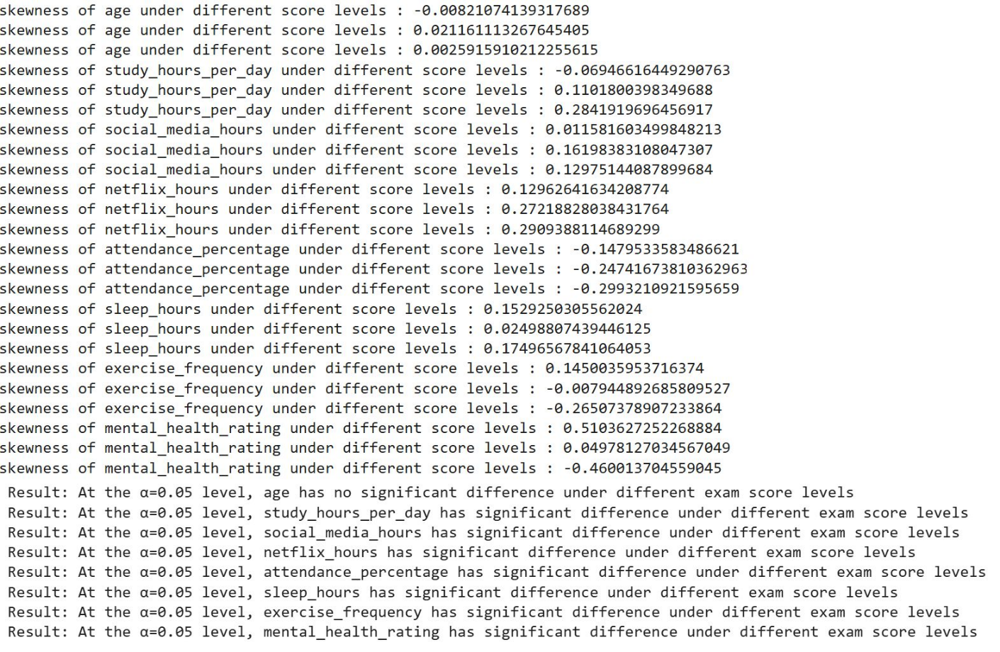 skewness of age under different score levels : -0.00821074139317689
skewness of age under different score levels : 0.021161113267645405
skewness of age under different score levels : 0.0025915910212255615
skewness of study_hours_per_day under different score levels : -0.06946616449290763
skewness of study_hours_per_day under different score levels : 0.1101800398349688
skewness of study_hours_per_day under different score levels : 0.2841919696456917
skewness of social_media_hours under different score levels : 0.011581603499848213
skewness of social_media_hours under different score levels : 0.16198383108047307
skewness of social_media_hours under different score levels : 0.12975144087899684
skewness of netflix_hours under different score levels : 0.12962641634208774
skewness of netflix_hours under different score levels : 0.27218828038431764
skewness of netflix_hours under different score levels : 0.2909388114689299
skewness of attendance_percentage under different score levels : -0.1479533583486621
skewness of attendance_percentage under different score levels : -0.24741673810362963
skewness of attendance_percentage under different score levels : -0.2993210921595659
skewness of sleep_hours under different score levels : 0.1529250305562024
skewness of sleep_hours under different score levels : 0.02498807439446125
skewness of sleep_hours under different score levels : 0.17496567841064053
skewness of exercise_frequency under different score levels : 0.1450035953716374
skewness of exercise_frequency under different score levels : -0.007944892685809527
skewness of exercise_frequency under different score levels : -0.26507378907233864
skewness of mental_health_rating under different score levels : 0.5103627252268884
skewness of mental_health_rating under different score levels : 0.04978127034567049
skewness of mental_health_rating under different score levels : -0.460013704559045
Result: At the α=0.05 level, age has no significant difference under different exam score levels
Result: At the α=0.05 level, study_hours_per_day has significant difference under different exam score levels
Result: At the α=0.05 level, social_media_hours has significant difference under different exam score levels
Result: At the α=0.05 level, netflix_hours has significant difference under different exam score levels
Result: At the α=0.05 level, attendance_percentage has significant difference under different exam score levels
Result: At the α=0.05 level, sleep_hours has significant difference under different exam score levels
Result: At the α=0.05 level, exercise_frequency has significant difference under different exam score levels
Result: At the α=0.05 level, mental_health_rating has significant difference under different exam score levels